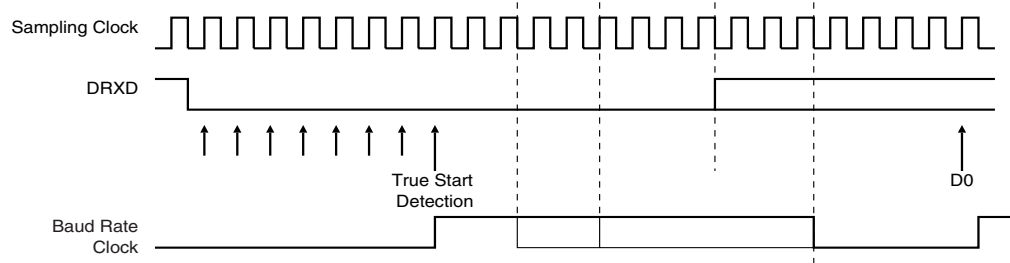 Sampling Clock
DRXD
True Start
Detection
D0
Baud Rate
Clock